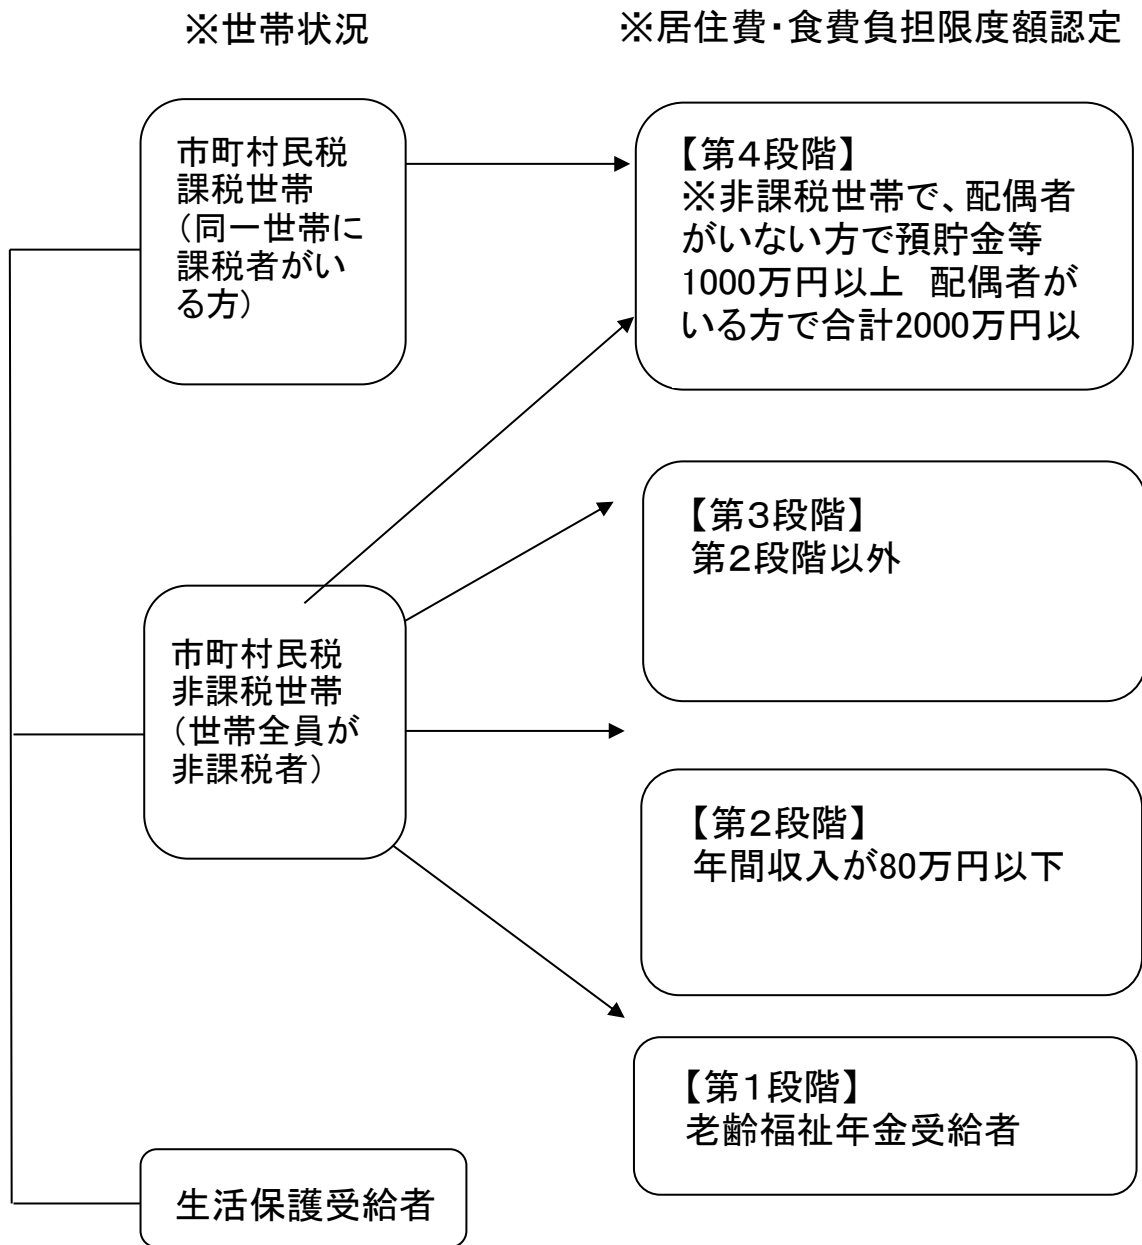 ※世帯状況
※居住費・食費負担限度額認定
市町村民税
課税世帯
（同一世帯に
課税者がい
る方）
【第４段階】
※非課税世帯で、配偶者
がいない方で預貯金等
1000万円以上　配偶者が
いる方で合計2000万円以
【第３段階】
第２段階以外
市町村民税
非課税世帯
（世帯全員が
非課税者）
【第２段階】
年間収入が80万円以下
【第１段階】
老齢福祉年金受給者
生活保護受給者